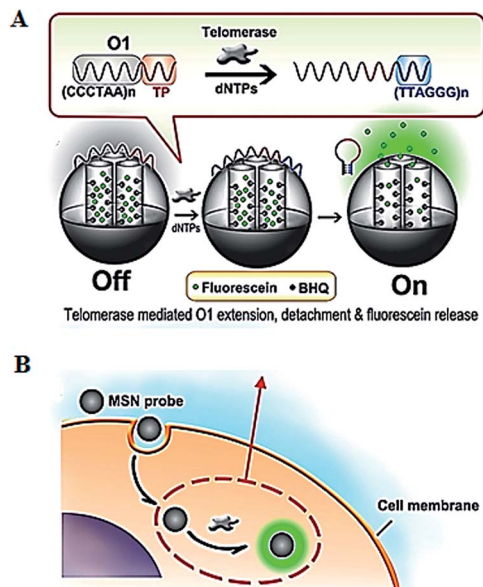 A
O1
Telomerase
dNTPs
(CCCTAA)n
TP
(TTAGGG)n
dNTPs
Off
On
Fluorescein
BHQ
Telomerase mediated O1 extension, detachment & fluorescein release
B
MSN probe
Cell membrane